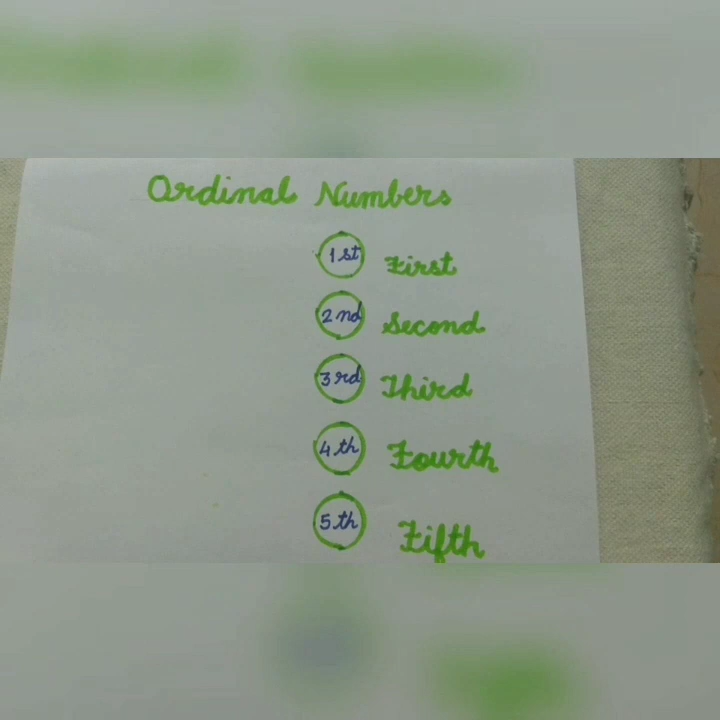 Ordinal Numbers
1st First
2nd Second
3rd Third
4th Fourth
5th Fifth